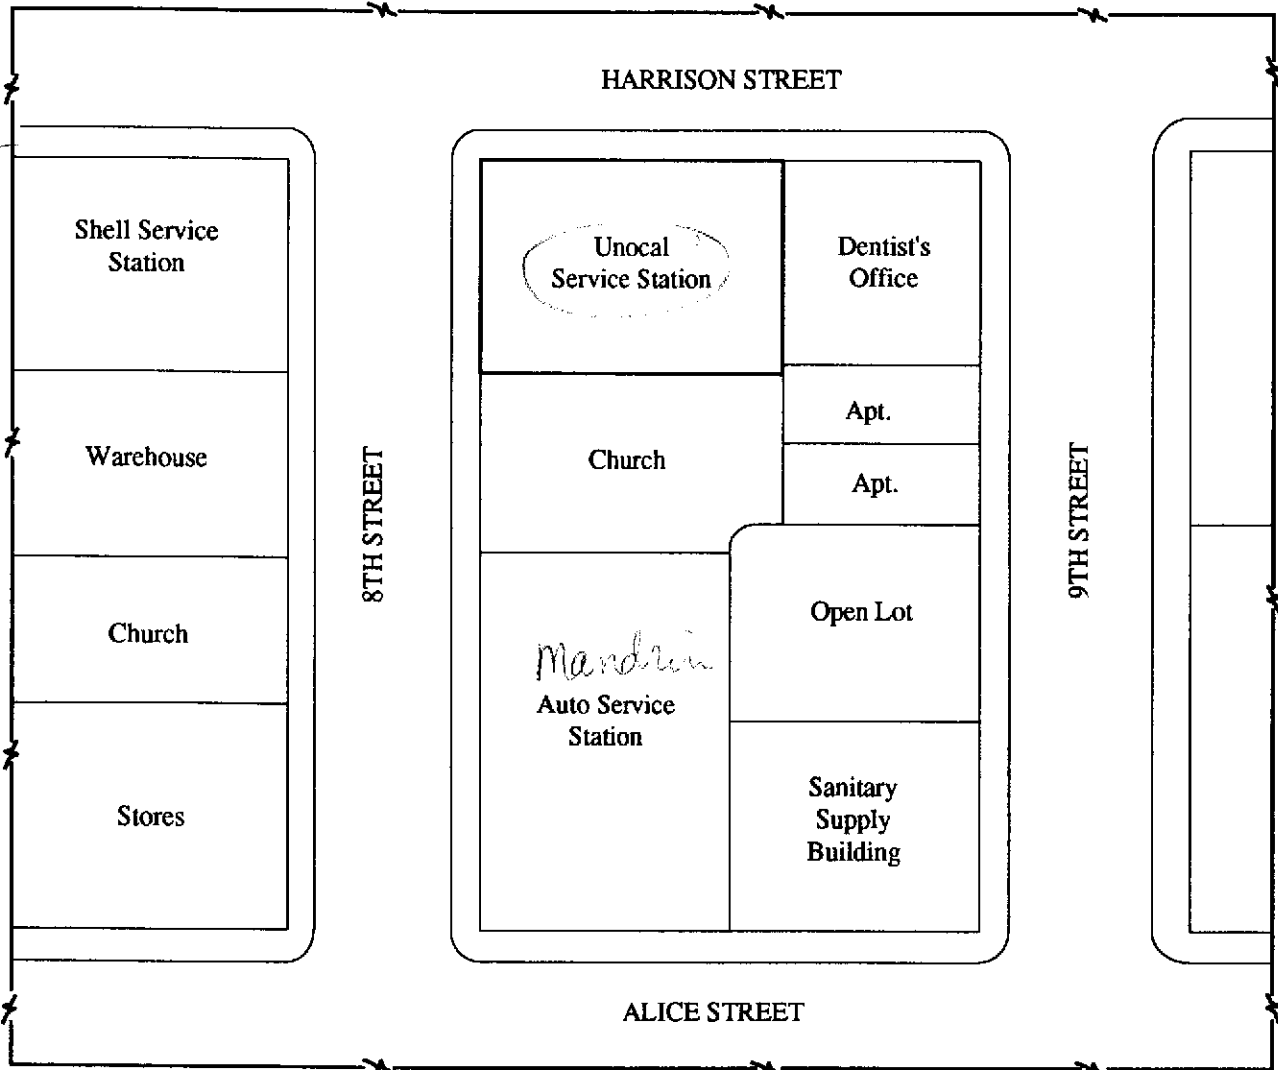 HARRISON STREET
Shell Service
Station
Unocal
Service Station
Dentist's
Office
Warehouse
Church
Apt.
Apt.
8TH STREET
9TH STREET
Church
Open Lot
Mandrin
Auto Service
Station
Stores
Sanitary
Supply
Building
ALICE STREET